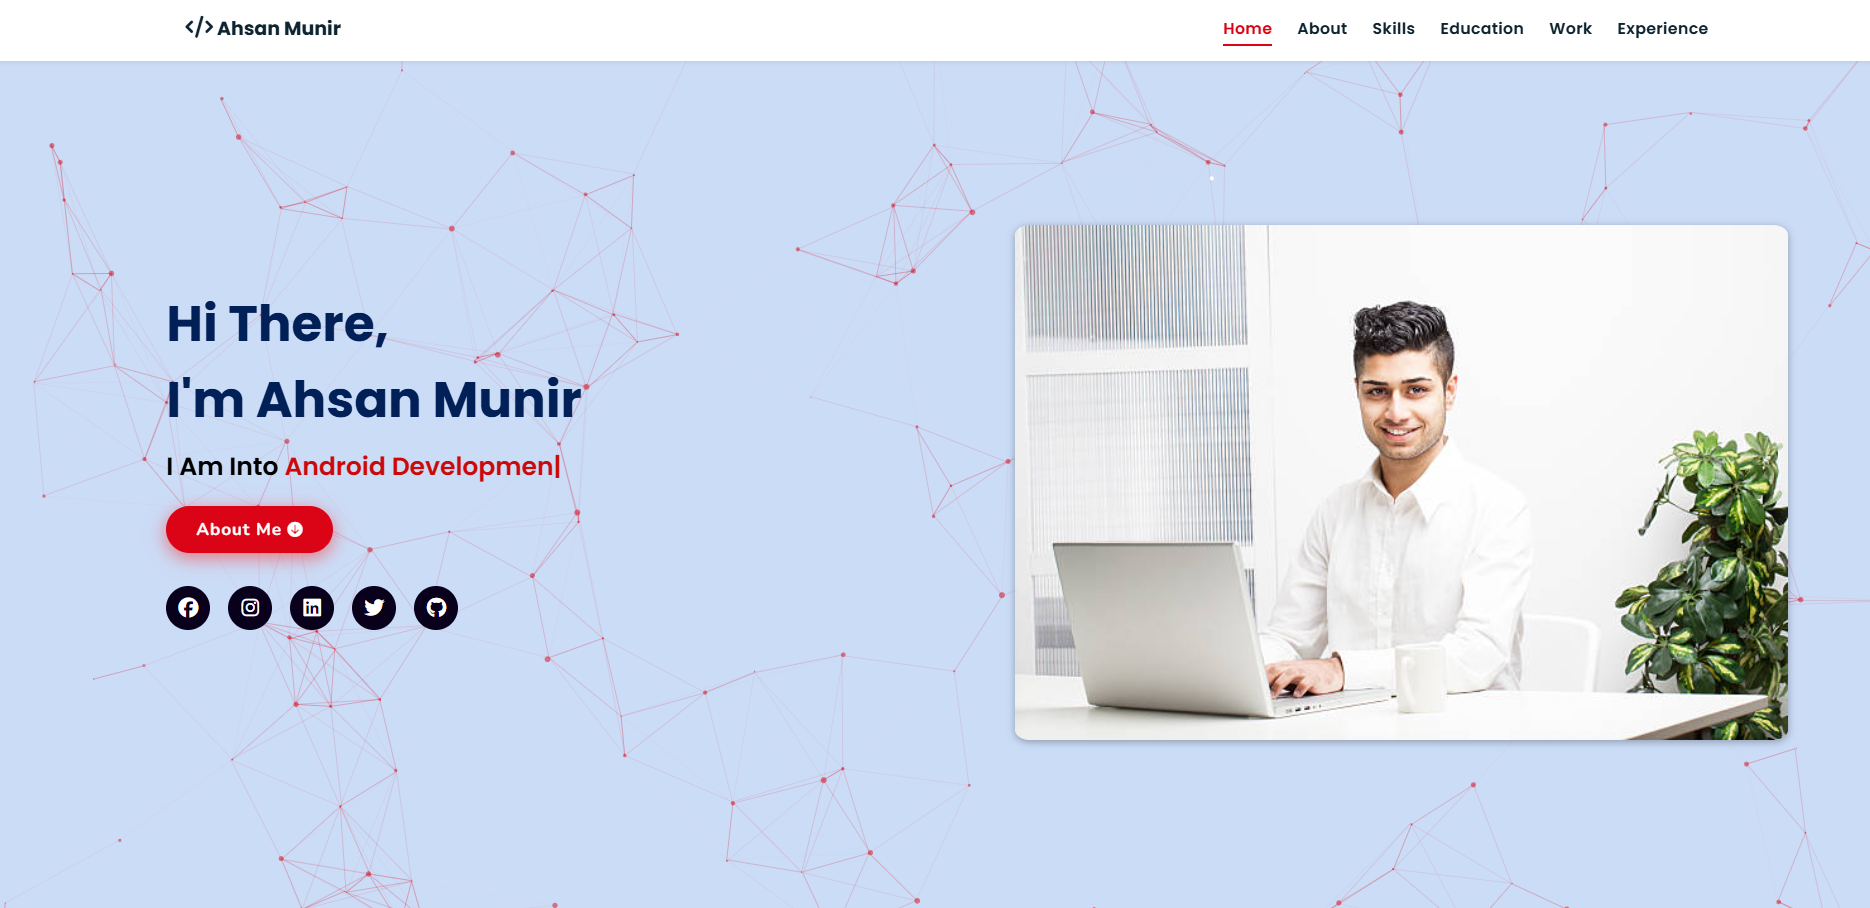 </> Ahsan Munir
Home About Skills Education Work Experience
Hi There,
I'm Ahsan Munir
I Am Into Android Developmen|
About Me